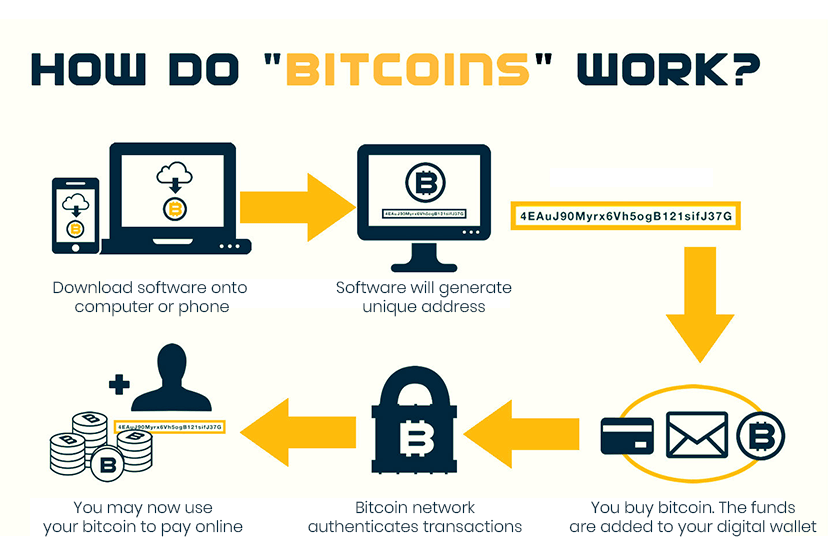 HOW DO "BITCOINS" WORK?
4EAuJ90Myrx6Vh5ogB121sifJ37G
4EAuJ90Myrx6Vh5ogB121sifJ37G
Download software onto
computer or phone
Software will generate
unique address
4EAuJ90Myrx6Vh5ogB121sifJ37G
You may now use
your bitcoin to pay online
Bitcoin network
authenticates transactions
You buy bitcoin. The funds
are added to your digital wallet